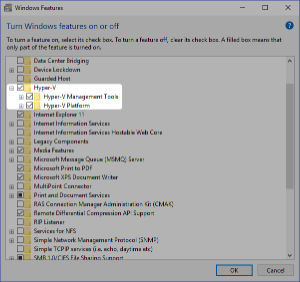 Windows Features
Turn Windows features on or off
To turn a feature on, select its check box. To turn a feature off, clear its check box. A filled box means that
only part of the feature is turned on.
Data Center Bridging
Device Lockdown
Guarded Host
Hyper-V
Hyper-V Management Tools
Hyper-V Platform
Internet Explorer 11
Internet Information Services
Internet Information Services Hostable Web Core
Legacy Components
Media Features
Microsoft Message Queue (MSMQ) Server
Microsoft Print to PDF
Microsoft XPS Document Writer
MultiPoint Connector
Print and Document Services
RAS Connection Manager Administration Kit (CMAK)
Remote Differential Compression API Support
RIP Listener
Services for NFS
Simple Network Management Protocol (SNMP)
Simple TCPIP services (i.e. echo, daytime etc)
SMB 1.0/CIFS File Sharing Support
OK
Cancel